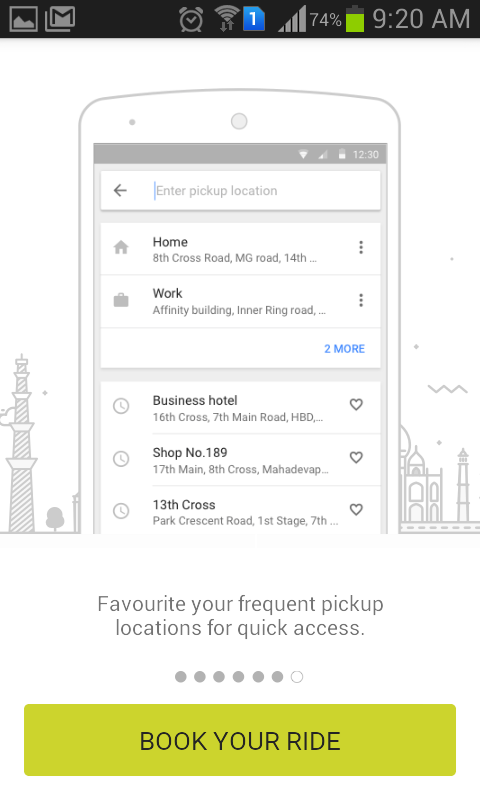 1 74% 9:20 AM
12:30
Enter pickup location
Home
8th Cross Road, MG road, 14th ...
Work
Affinity building, Inner Ring road, ...
2 MORE
Business hotel
16th Cross, 7th Main Road, HBD,...
Shop No.189
17th Main, 8th Cross, Mahadevap...
13th Cross
Park Crescent Road, 1st Stage, 7th ...
Favourite your frequent pickup
locations for quick access.
BOOK YOUR RIDE